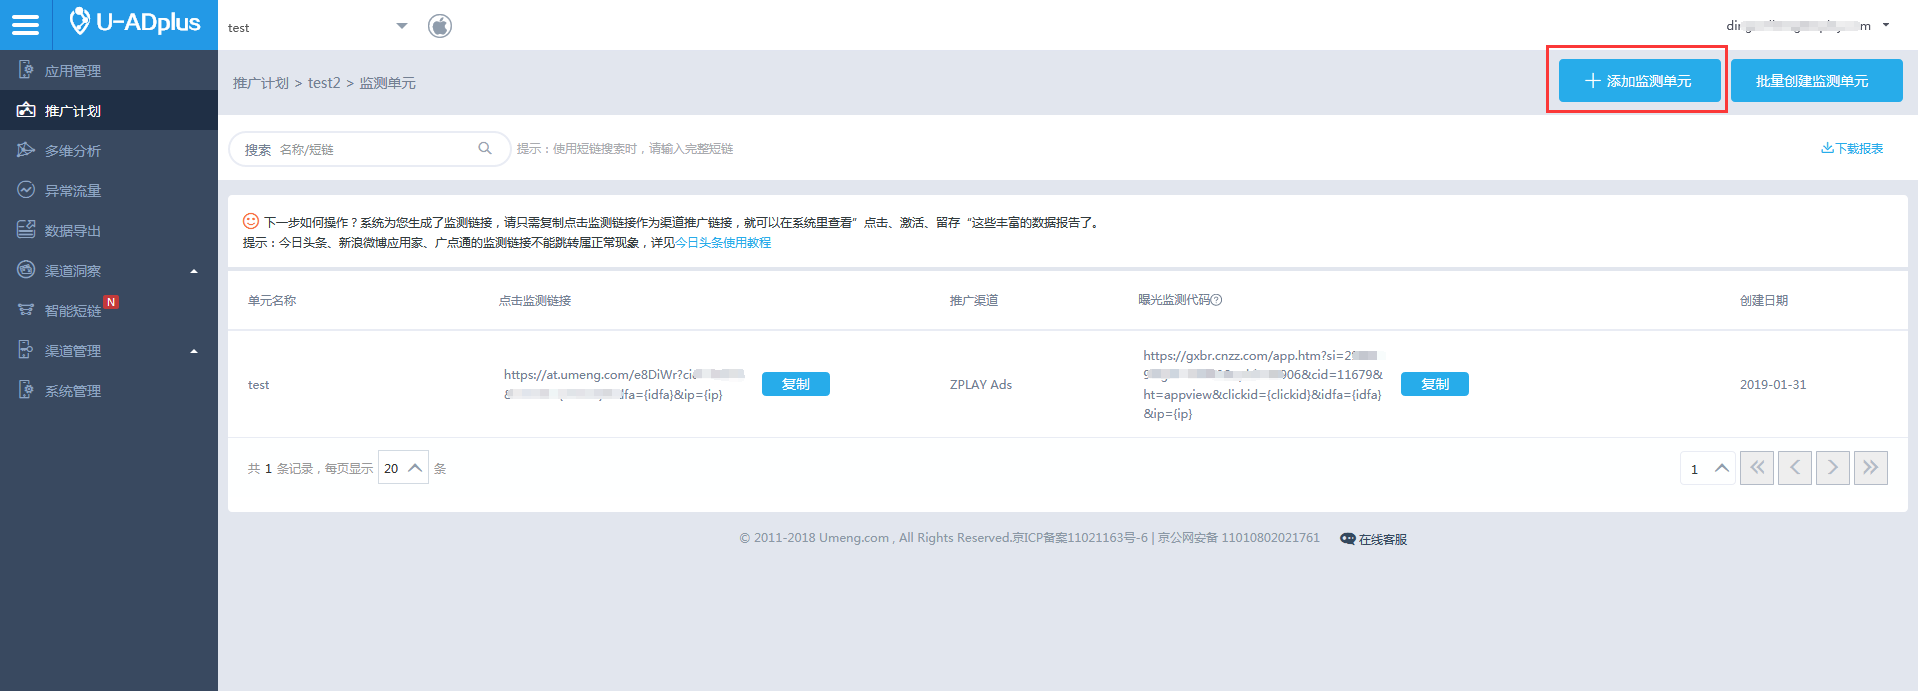 U-ADplus
test
应用管理
推广计划
多维分析
异常流量
数据导出
渠道洞察
智能短链 N
渠道管理
系统管理
推广计划 > test2 > 监测单元
添加监测单元
批量创建监测单元
搜索 名称/短链
提示：使用短链搜索时，请输入完整短链
下载报表
下一步如何操作？系统为您生成了监测链接，请只需复制点击监测链接作为渠道推广链接，就可以在系统里查看”点击、激活、留存“这些丰富的数据报告了。
提示：今日头条、新浪微博应用家、广点通的监测链接不能跳转属正常现象，详见今日头条使用教程
单元名称 点击监测链接 推广渠道 曝光监测代码? 创建日期
test
https://at.umeng.com/e8DiWr?ci
fa={idfa}&ip={ip}
复制
ZPLAY Ads
https://gxbr.cnzz.com/app.htm?si=2
906&cid=11679&
ht=appview&clickid={clickid}&idfa={idfa}
&ip={ip}
复制
2019-01-31
共 1 条记录，每页显示 20 条
1
© 2011-2018 Umeng.com , All Rights Reserved.京ICP备案11021163号-6 | 京公网安备 11010802021761 在线客服